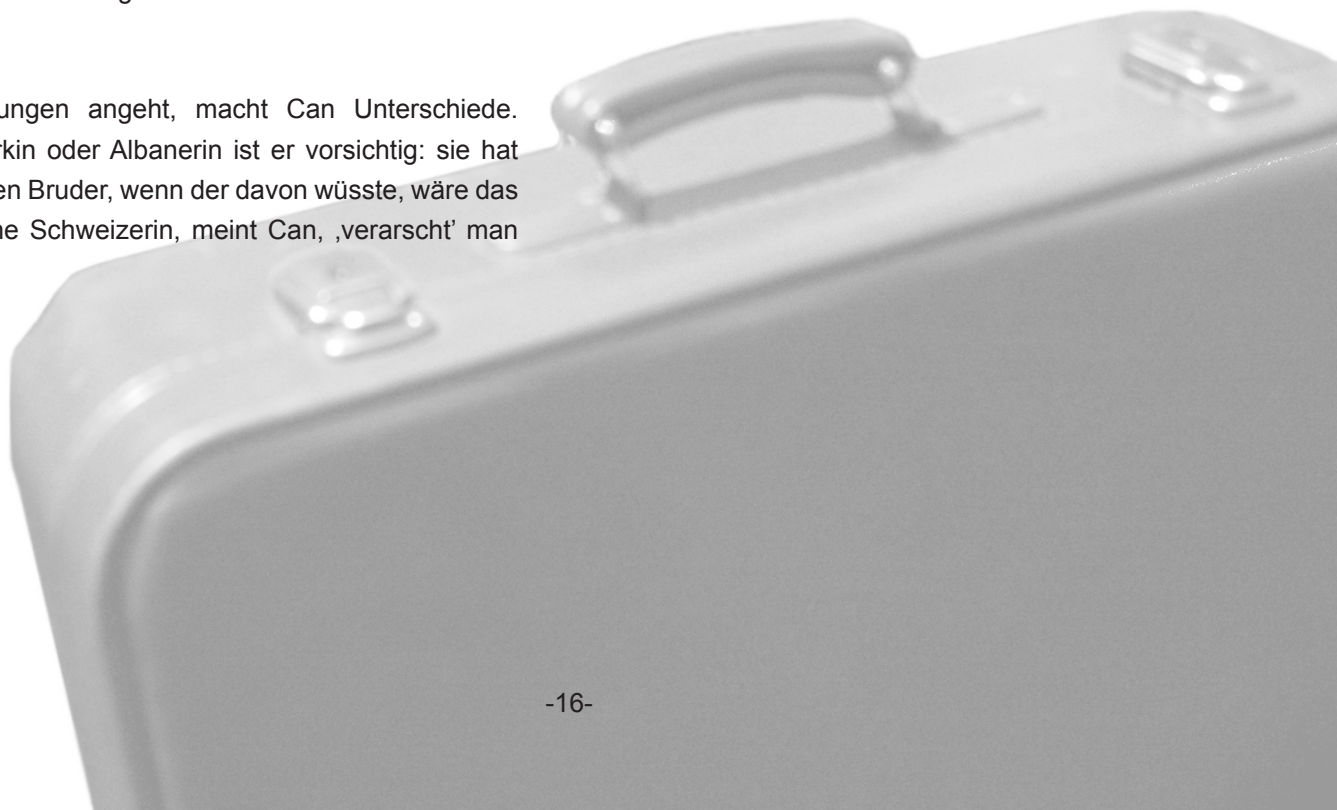 g
ungen angeht, macht Can Unterschiede.
rkin oder Albanerin ist er vorsichtig: sie hat
en Bruder, wenn der davon wüsste, wäre das
ne Schweizerin, meint Can, ‚verarscht’ man
-16-